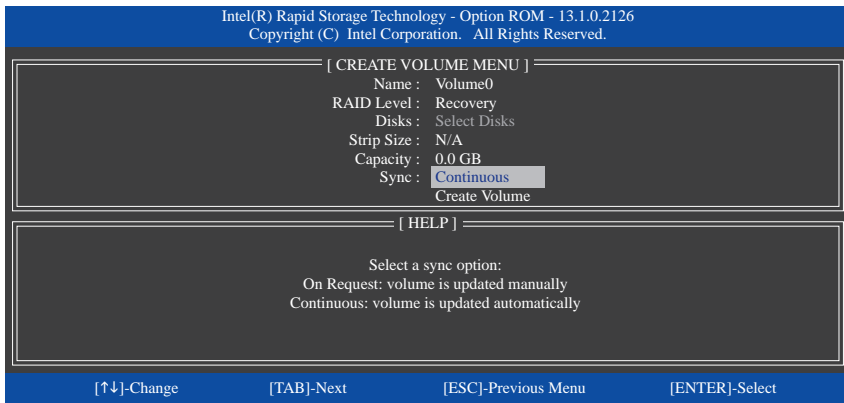 Intel(R) Rapid Storage Technology - Option ROM - 13.1.0.2126
Copyright (C) Intel Corporation. All Rights Reserved.
[ CREATE VOLUME MENU ]
Name : Volume0
RAID Level : Recovery
Disks : Select Disks
Strip Size : N/A
Capacity : 0.0 GB
Sync : Continuous
Create Volume
[ HELP ]
Select a sync option:
On Request: volume is updated manually
Continuous: volume is updated automatically
[↑↓]-Change [TAB]-Next [ESC]-Previous Menu [ENTER]-Select